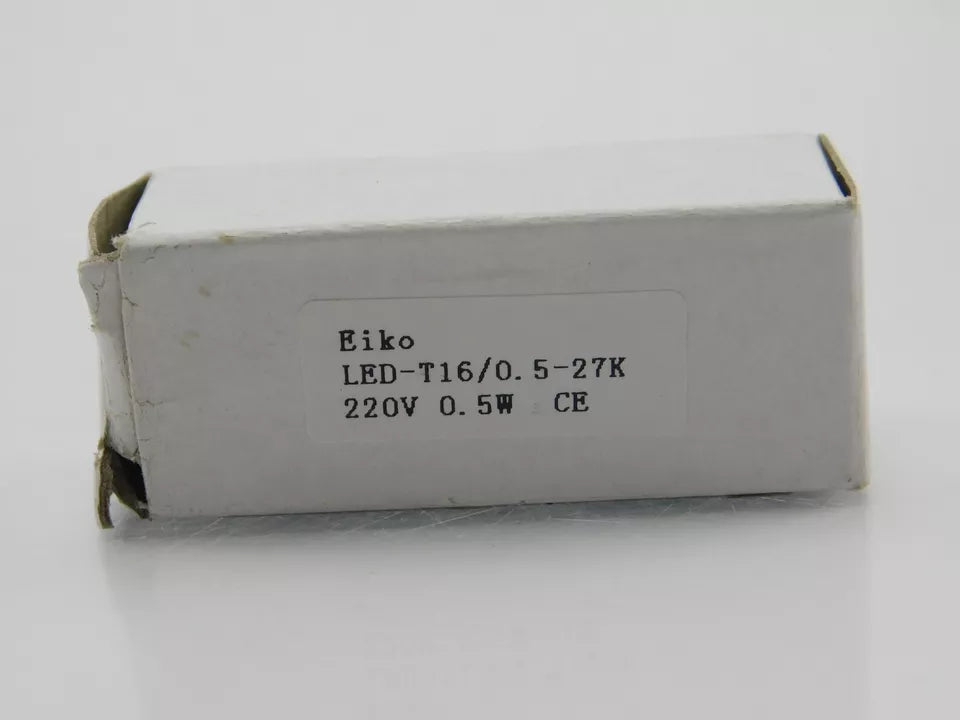 Eiko
LED-T16/0.5-27K
220V 0.5W CE